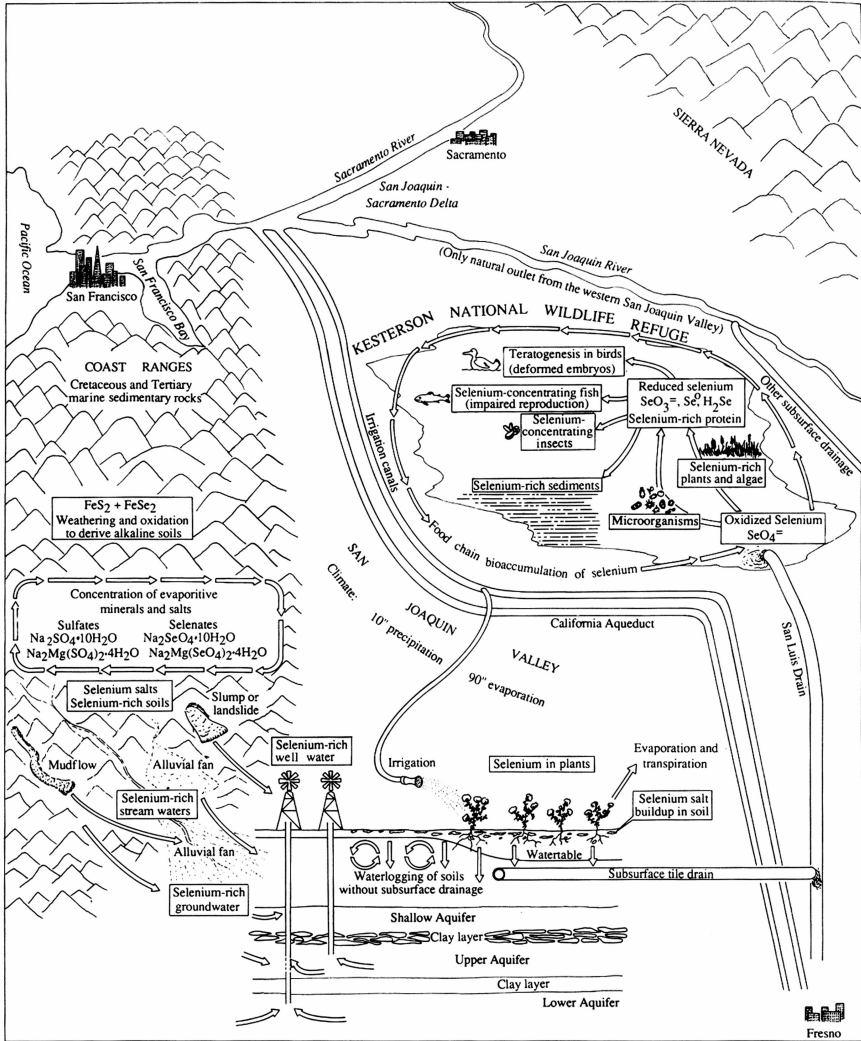 SIERRA NEVADA
Sacramento River
Sacramento
San Joaquin -
Sacramento Delta
Pacific Ocean
San Francisco
San Francisco Bay
San Joaquin River
(Only natural outlet from the western San Joaquin Valley)
KESTERSON NATIONAL WILDLIFE REFUGE
Other subsurface drainage
COAST RANGES
Cretaceous and Tertiary
marine sedimentary rocks
Teratogenesis in birds
(deformed embryos)
Selenium-concentrating fish
(impaired reproduction)
Selenium-
concentrating
insects
Reduced selenium
SeO₃⁼, Se⁰, H₂Se
Selenium-rich protein
Selenium-rich
plants and algae
Selenium-rich sediments
Microorganisms
Oxidized Selenium
SeO₄⁼
Irrigation canals
Food chain bioaccumulation of selenium
FeS₂ + FeSe₂
Weathering and oxidation
to derive alkaline soils
Concentration of evaporitive
minerals and salts
Sulfates
Na₂SO₄•10H₂O
Na₂Mg(SO₄)₂•4H₂O
Selenates
Na₂SeO₄•10H₂O
Na₂Mg(SeO₄)₂•4H₂O
SAN JOAQUIN VALLEY
Climate:
10" precipitation
90" evaporation
California Aqueduct
San Luis Drain
Selenium salts
Selenium-rich soils
Slump or
landslide
Mudflow
Alluvial fan
Selenium-rich
stream waters
Alluvial fan
Selenium-rich
groundwater
Selenium-rich
well water
Irrigation
Selenium in plants
Evaporation and
transpiration
Selenium salt
buildup in soil
Watertable
Waterlogging of soils
without subsurface drainage
Subsurface tile drain
Shallow Aquifer
Clay layer
Upper Aquifer
Clay layer
Lower Aquifer
Fresno